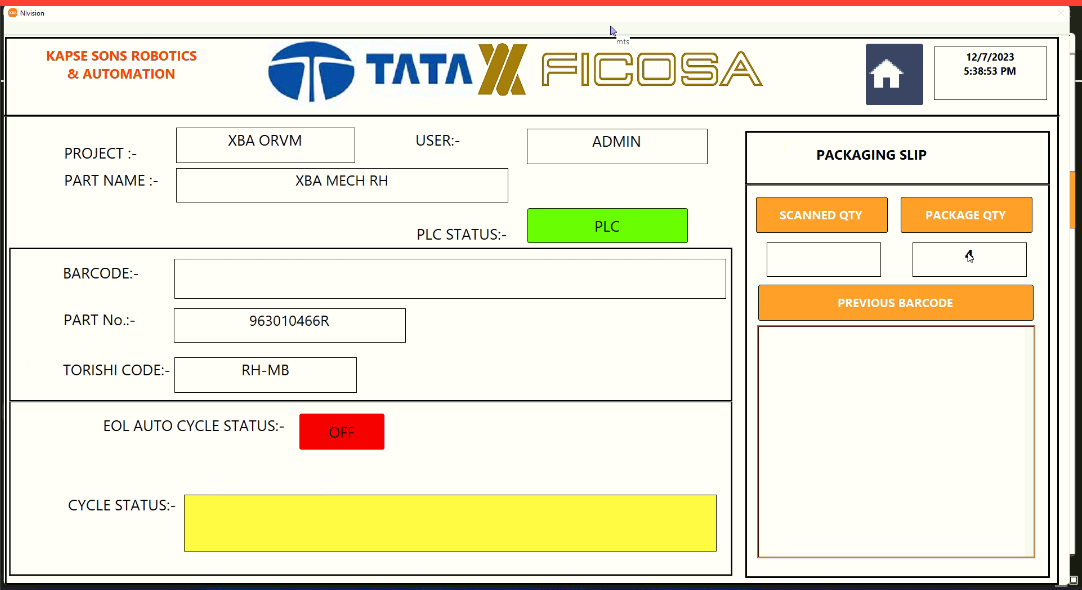 NIvision
mts
KAPSE SONS ROBOTICS
& AUTOMATION
TATA FICOSA
12/7/2023
5:38:53 PM
PROJECT :-
XBA ORVM
USER:-
ADMIN
PART NAME :-
XBA MECH RH
PLC STATUS:-
PLC
BARCODE:-
PART No.:-
963010466R
TORISHI CODE:-
RH-MB
EOL AUTO CYCLE STATUS:-
OFF
CYCLE STATUS:-
PACKAGING SLIP
SCANNED QTY
PACKAGE QTY
PREVIOUS BARCODE